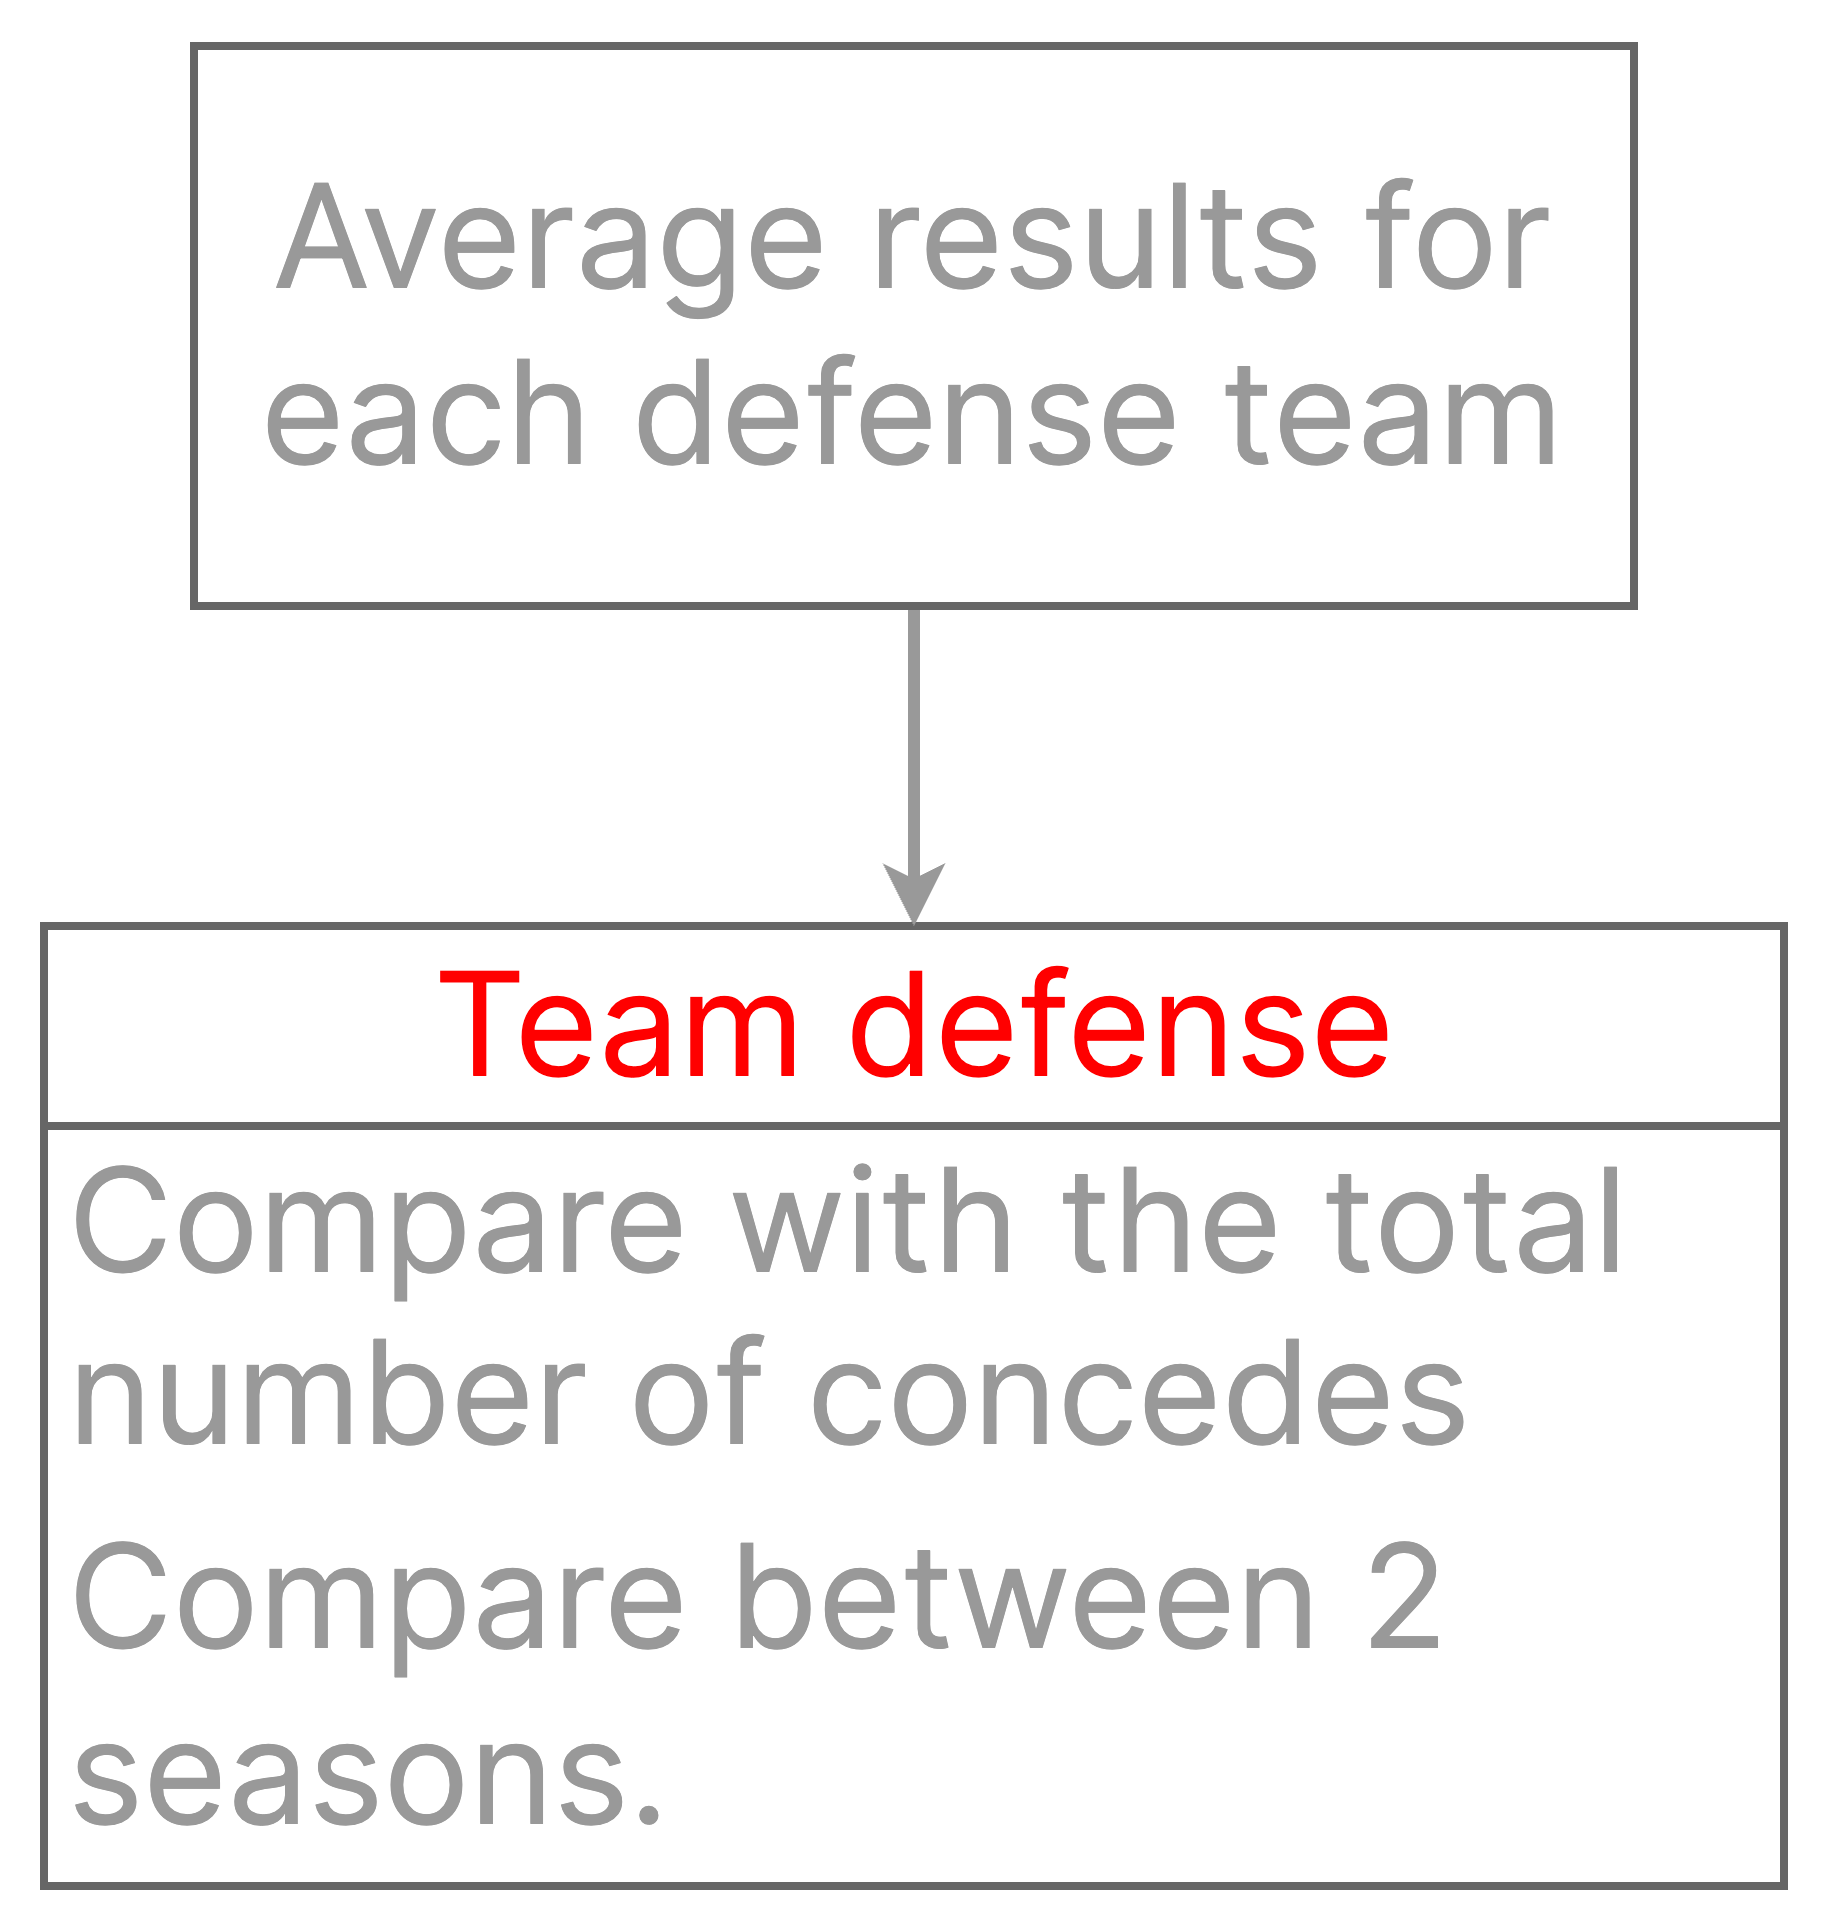 Average results for
each defense team
Team defense
Compare with the total
number of concedes
Compare between 2
seasons.